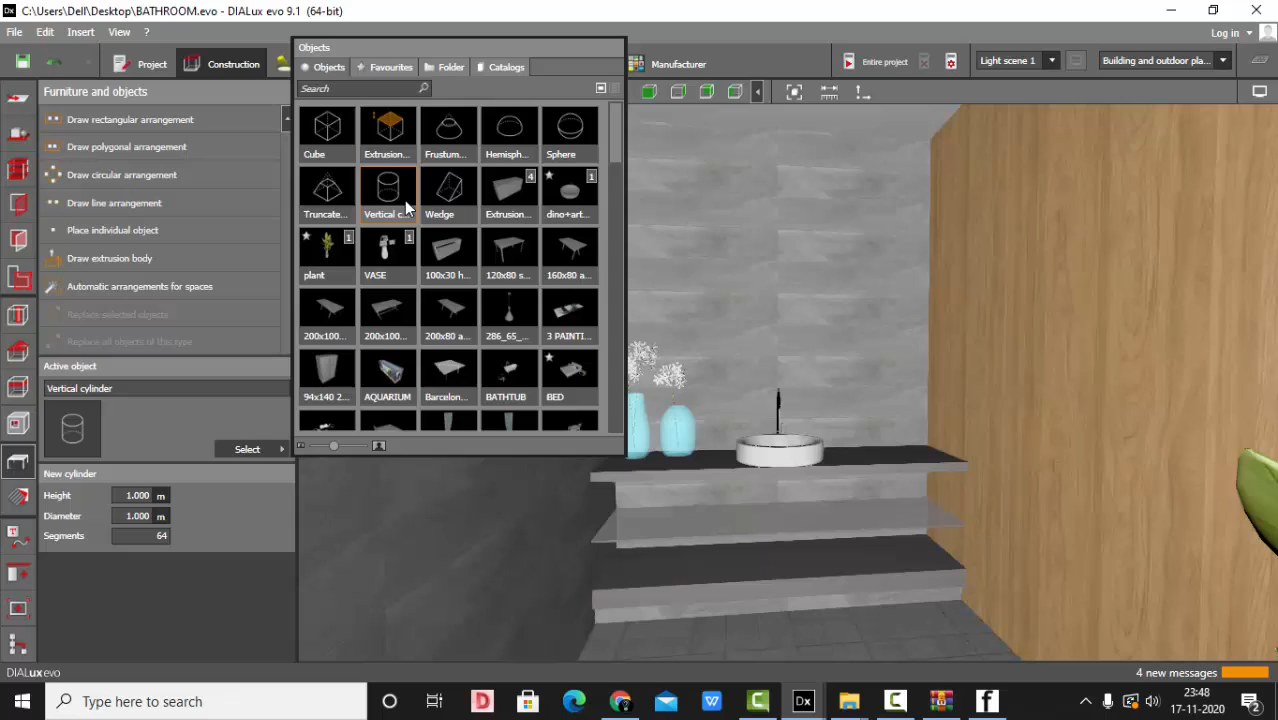 C:\Users\Dell\Desktop\BATHROOM.evo - DIALux evo 9.1 (64-bit)
File Edit Insert View ?
Log in
Project
Construction
Objects
Manufacturer
Entire project
Light scene 1
Building and outdoor pla...
Furniture and objects
Objects Favourites Folder Catalogs
Search
Draw rectangular arrangement
Draw polygonal arrangement
Draw circular arrangement
Draw line arrangement
Place individual object
Draw extrusion body
Automatic arrangements for spaces
Replace selected objects
Replace all objects of this type
Cube Extrusion... Frustum... Hemisph... Sphere
4 1
Truncate... Vertical c... Wedge Extrusion... dino+art...
1 1
plant VASE 100x30 h... 120x80 s... 160x80 a...
200x100... 200x100... 200x80 a... 286_65_... 3 PAINTI...
94x140 2... AQUARIUM Barcelon... BATHTUB BED
Active object
Vertical cylinder
Select
New cylinder
Height 1.000 m
Diameter 1.000 m
Segments 64
DIALux evo
4 new messages
Type here to search
23:48
17-11-2020
2